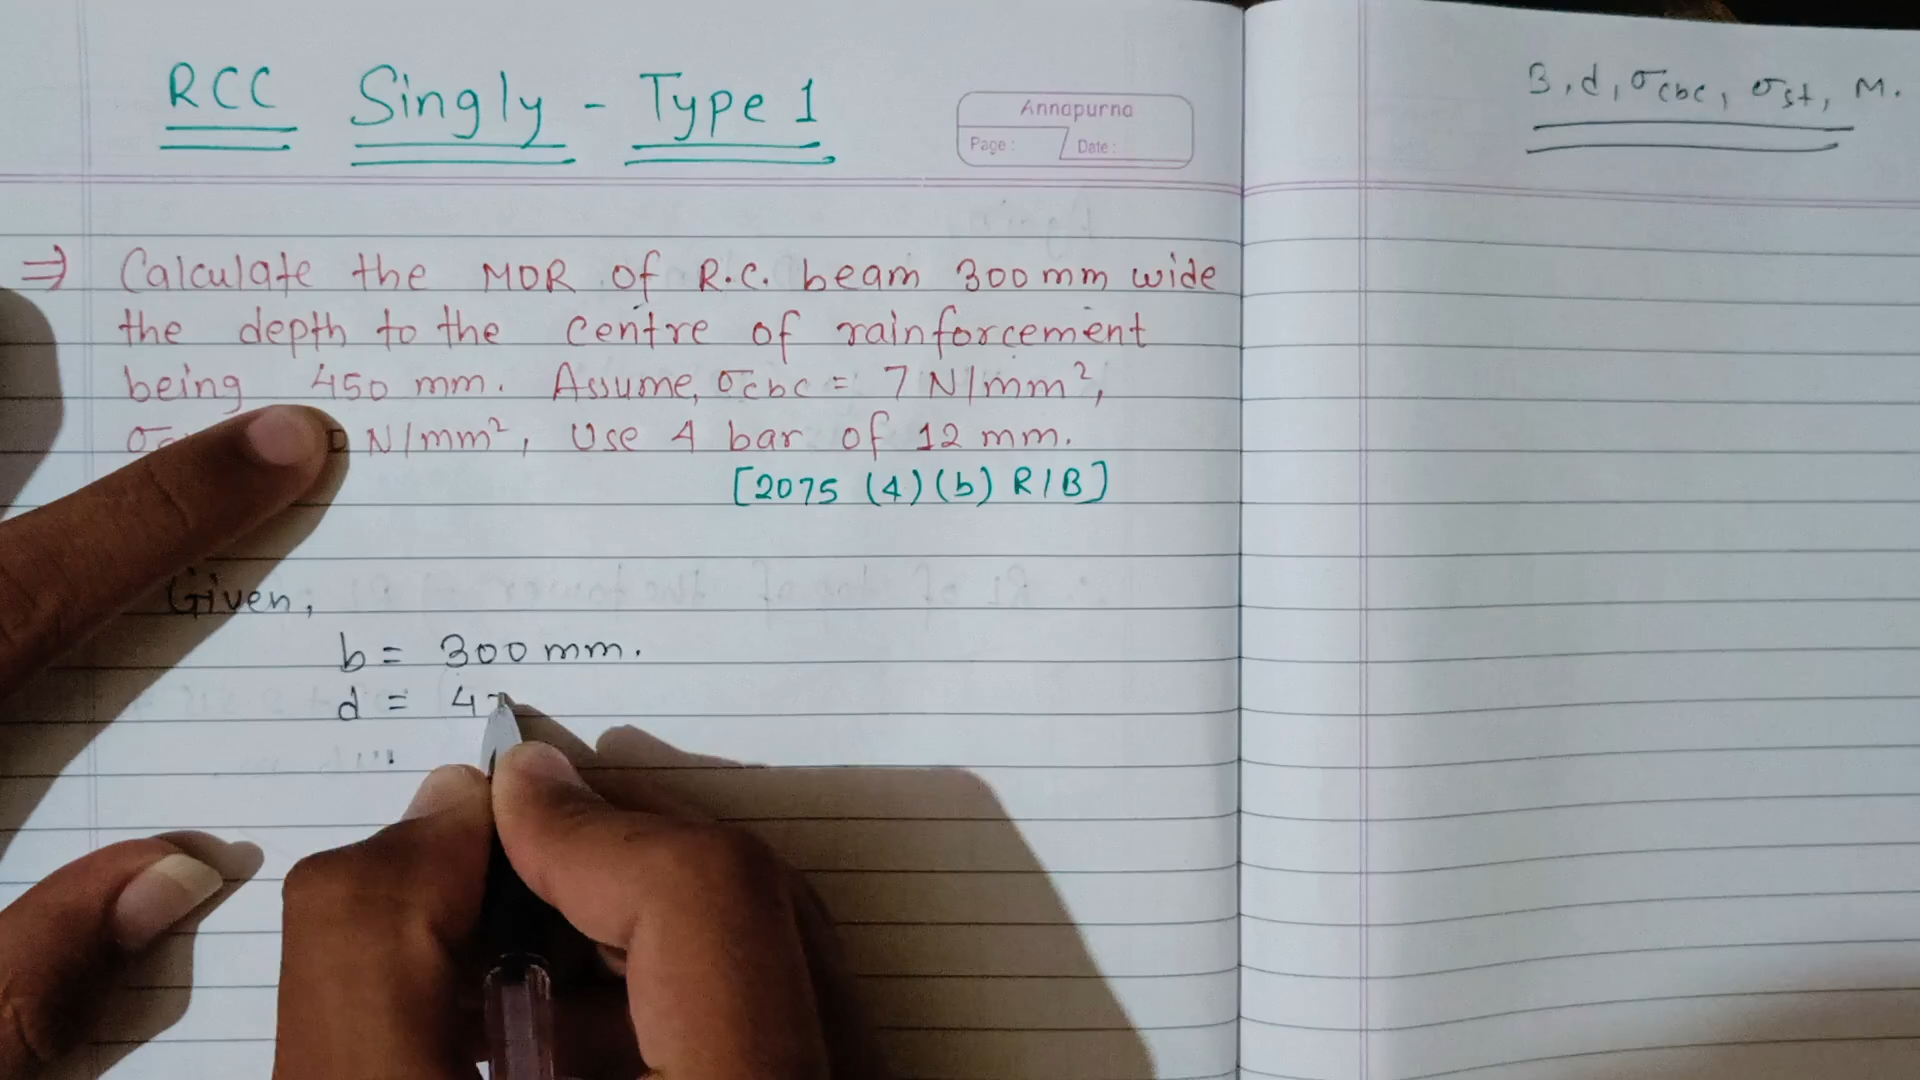 RCC Singly - Type 1
Annapurna
Page : Date :
B, d, σcbc, σst, M.
⇒ Calculate the MOR of R.C. beam 300 mm wide
the depth to the centre of rainforcement
being 450 mm. Assume, σcbc = 7 N/mm²,
N/mm², Use 4 bar of 12 mm.
[2075 (4)(b) R/B]
Given,
b = 300 mm.
d = 4